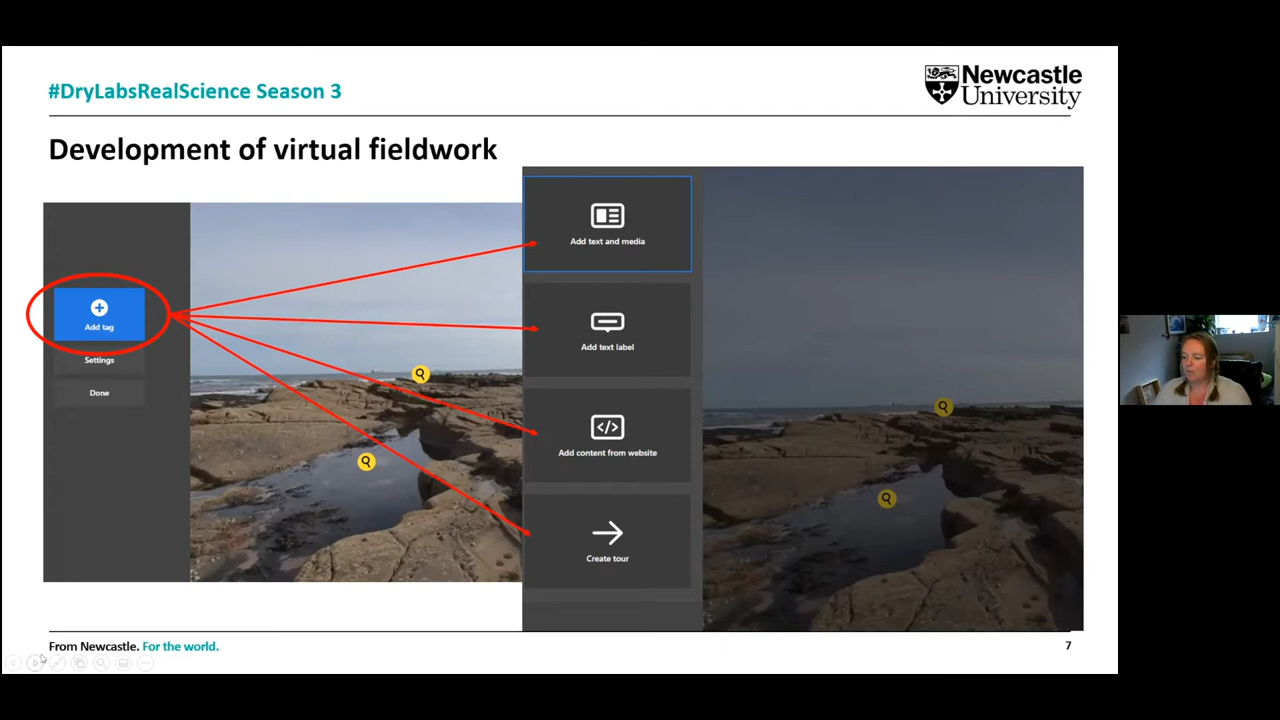 #DryLabsRealScience Season 3
Newcastle
University
Development of virtual fieldwork
Add tag
Settings
Done
Add text and media
Add text label
Add content from website
Create tour
From Newcastle. For the world.
7